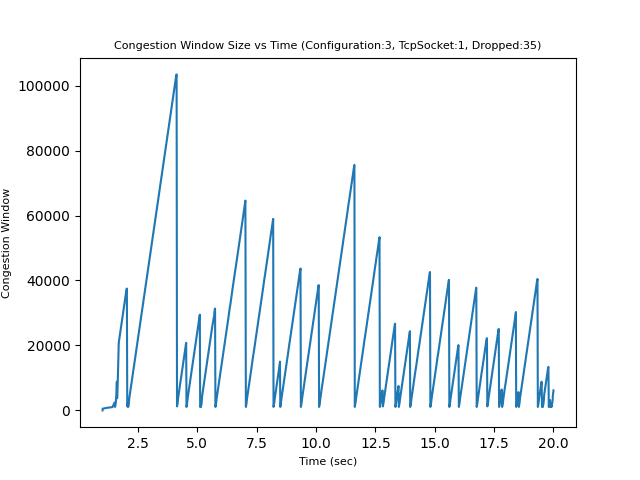 Congestion Window Size vs Time (Configuration:3, TcpSocket:1, Dropped:35)
100000
80000
60000
40000
20000
0
Congestion Window
2.5 5.0 7.5 10.0 12.5 15.0 17.5 20.0
Time (sec)